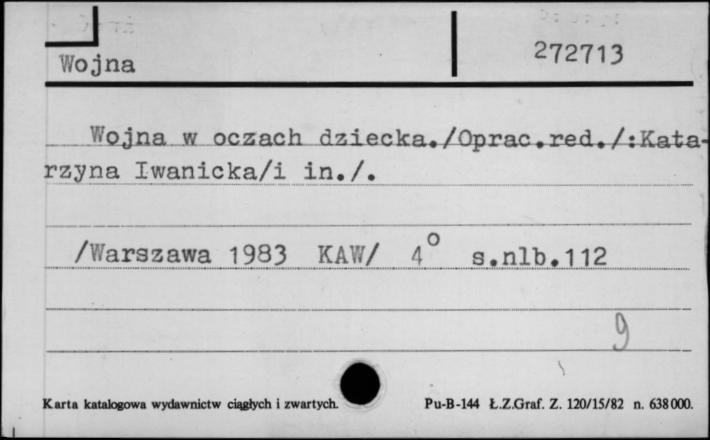 Wojna
272713
Wojna w oczach dziecka./Oprac.red./:Kata-
rzyna Iwanicka/i in./.
/Warszawa 1983 KAW/ 4° s.nlb.112
9
Karta katalogowa wydawnictw ciągłych i zwartych.
Pu-B-144 Ł.Z.Graf. Z. 120/15/82 n. 638000.